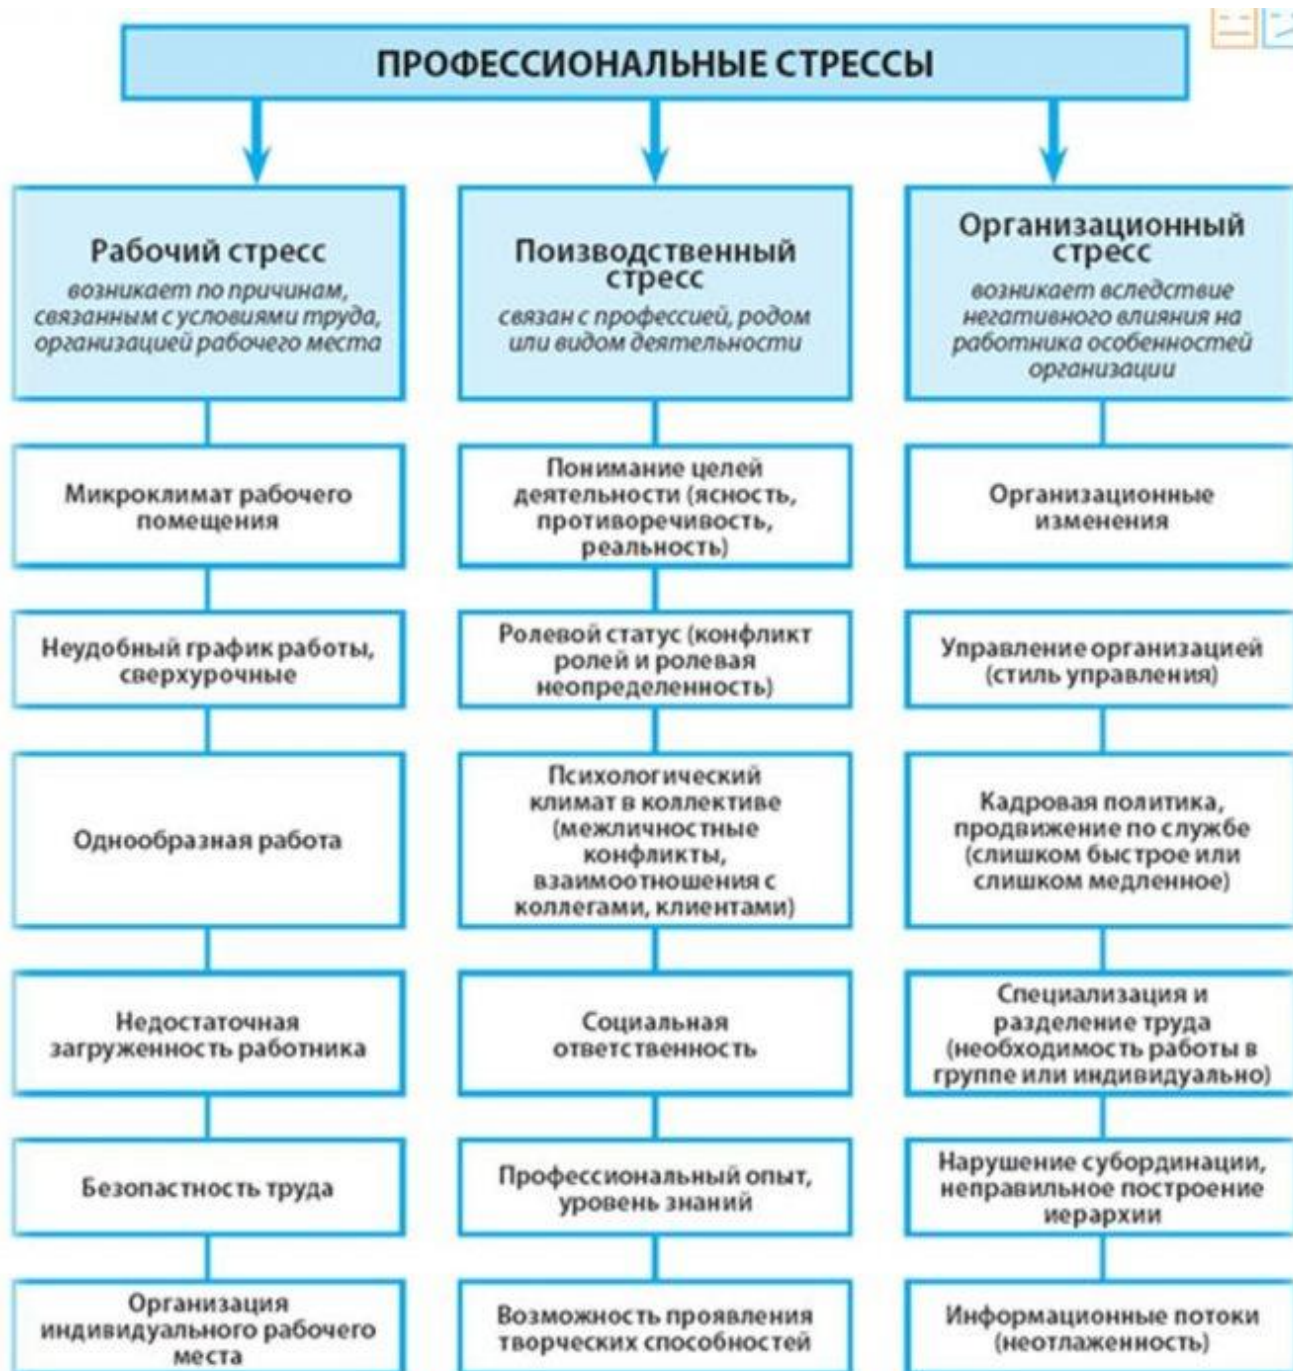 ПРОФЕССИОНАЛЬНЫЕ СТРЕССЫ
Рабочий стресс
возникает по причинам,
связанным с условиями труда,
организацией рабочего места
Микроклимат рабочего
помещения
Неудобный график работы,
сверхурочные
Однообразная работа
Недостаточная
загруженность работника
Безопастность труда
Организация
индивидуального рабочего
места
Поизводственный
стресс
связан с профессией, родом
или видом деятельности
Понимание целей
деятельности (ясность,
противоречивость,
реальность)
Ролевой статус (конфликт
ролей и ролевая
неопределенность)
Психологический
климат в коллективе
(межличностные
конфликты,
взаимоотношения с
коллегами, клиентами)
Социальная
ответственность
Профессиональный опыт,
уровень знаний
Возможность проявления
творческих способностей
Организационный
стресс
возникает вследствие
негативного влияния на
работника особенностей
организации
Организационные
изменения
Управление организацией
(стиль управления)
Кадровая политика,
продвижение по службе
(слишком быстрое или
слишком медленное)
Специализация и
разделение труда
(необходимость работы в
группе или индивидуально)
Нарушение субординации,
неправильное построение
иерархии
Информационные потоки
(неотлаженность)